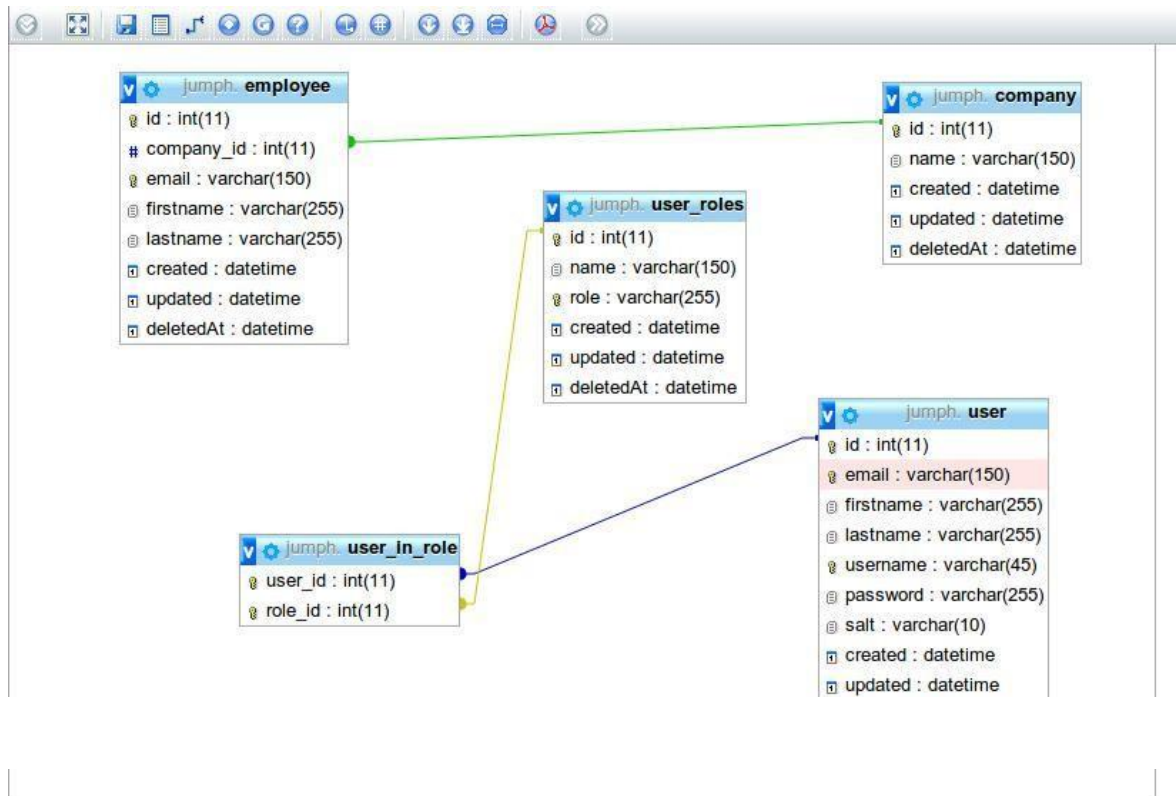 jumph. employee
id : int(11)
# company_id : int(11)
email : varchar(150)
firstname : varchar(255)
lastname : varchar(255)
created : datetime
updated : datetime
deletedAt : datetime
jumph. company
id : int(11)
name : varchar(150)
created : datetime
updated : datetime
deletedAt : datetime
jumph. user_roles
id : int(11)
name : varchar(150)
role : varchar(255)
created : datetime
updated : datetime
deletedAt : datetime
jumph. user
id : int(11)
email : varchar(150)
firstname : varchar(255)
lastname : varchar(255)
username : varchar(45)
password : varchar(255)
salt : varchar(10)
created : datetime
updated : datetime
jumph. user_in_role
user_id : int(11)
role_id : int(11)